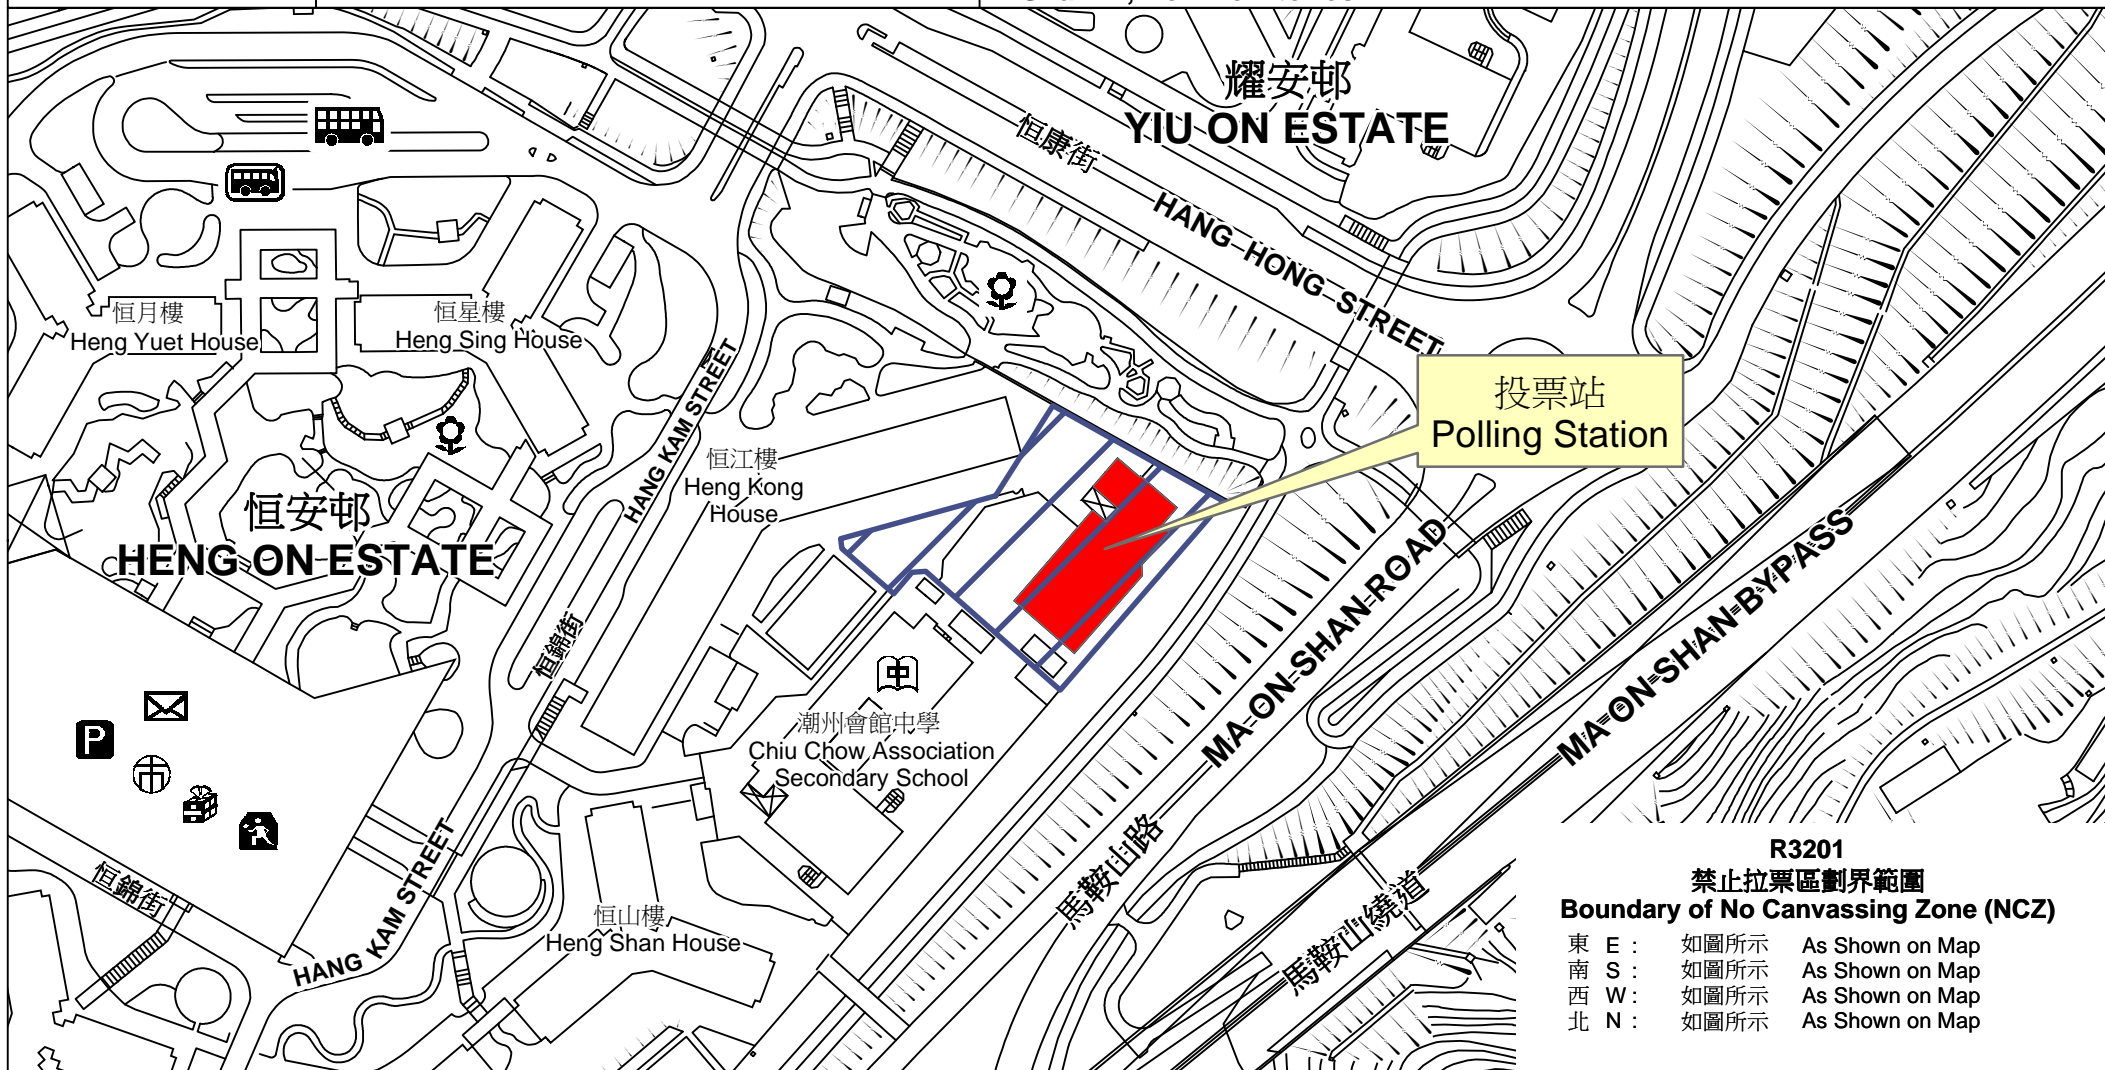 耀安邨
YIU ON ESTATE
恒康街
HANG HONG STREET
恒月樓
Heng Yuet House
恒星樓
Heng Sing House
HANG KAM STREET
投票站
Polling Station
恒江樓
Heng Kong
House
恒安邨
HENG ON ESTATE
恒錦街
MA ON SHAN ROAD
MA ON SHAN BYPASS
P
潮州會館中學
Chiu Chow Association
Secondary School
馬鞍山路
恒錦街
HANG KAM STREET
恒山樓
Heng Shan House
馬鞍山繞道
R3201
禁止拉票區劃界範圍
Boundary of No Canvassing Zone (NCZ)
東 E : 如圖所示 As Shown on Map
南 S : 如圖所示 As Shown on Map
西 W : 如圖所示 As Shown on Map
北 N : 如圖所示 As Shown on Map